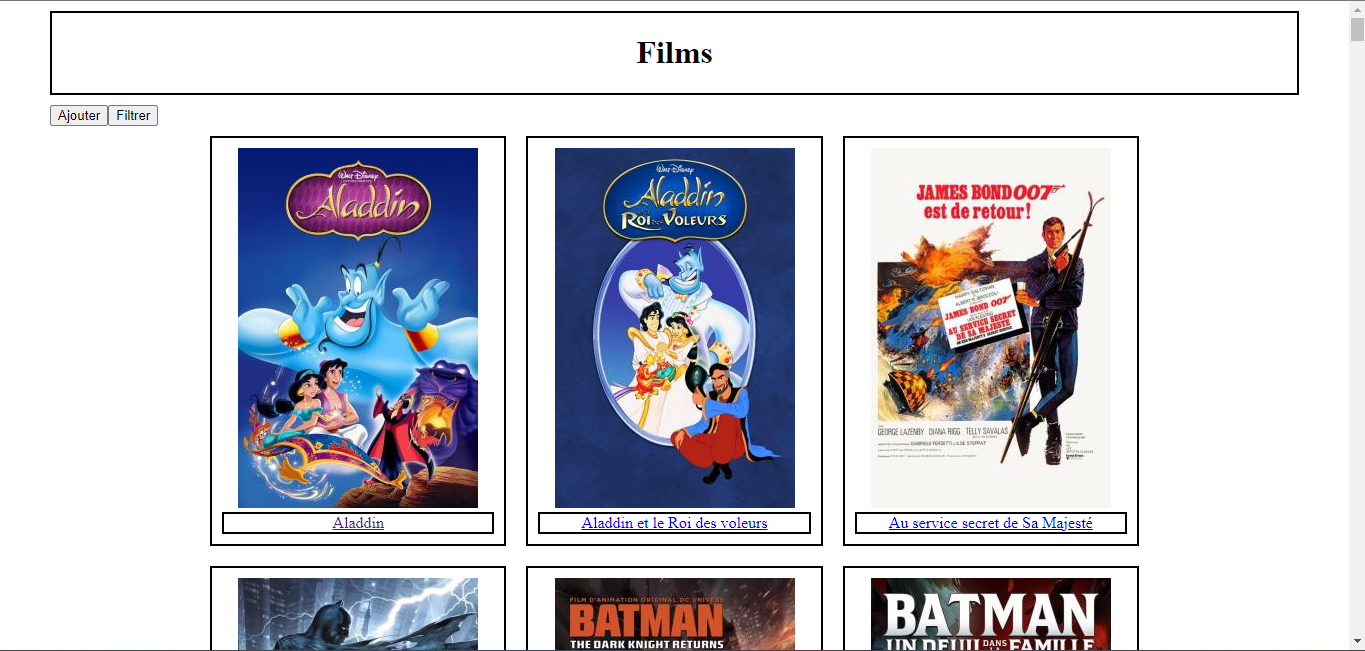 Films
Ajouter
Filtrer
Walt Disney
Aladdin
Walt Disney
Aladdin
ROI des VOLEURS
JAMES BOND 007
est de retour !
HARRY SALTZMAN
ALBERT R. BROCCOLI
JAMES BOND 007
AU SERVICE SECRET
DE SA MAJESTÉ
GEORGE LAZENBY DIANA RIGG TELLY SAVALAS
GABRIELE FERZETTI ILSE STEPPAT
Aladdin
Aladdin et le Roi des voleurs
Au service secret de Sa Majesté
FILM D'ANIMATION ORIGINAL DC UNIVERS
BATMAN
THE DARK KNIGHT RETURNS
BATMAN
UN DEUIL DANS LA FAMILLE